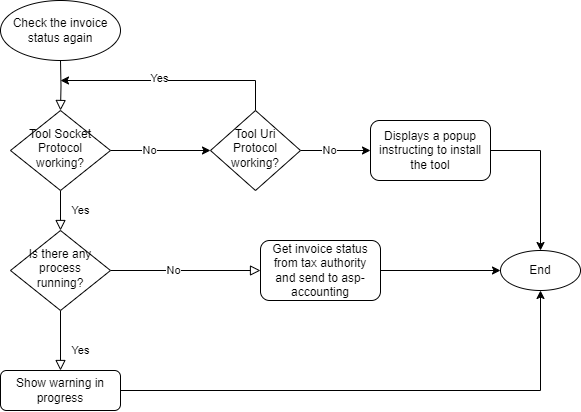 Check the invoice
status again
Yes
Tool Socket
Protocol
working?
No
Tool Uri
Protocol
working?
No
Displays a popup
instructing to install
the tool
Yes
Is there any
process
running?
No
Get invoice status
from tax authority
and send to asp-
accounting
End
Yes
Show warning in
progress